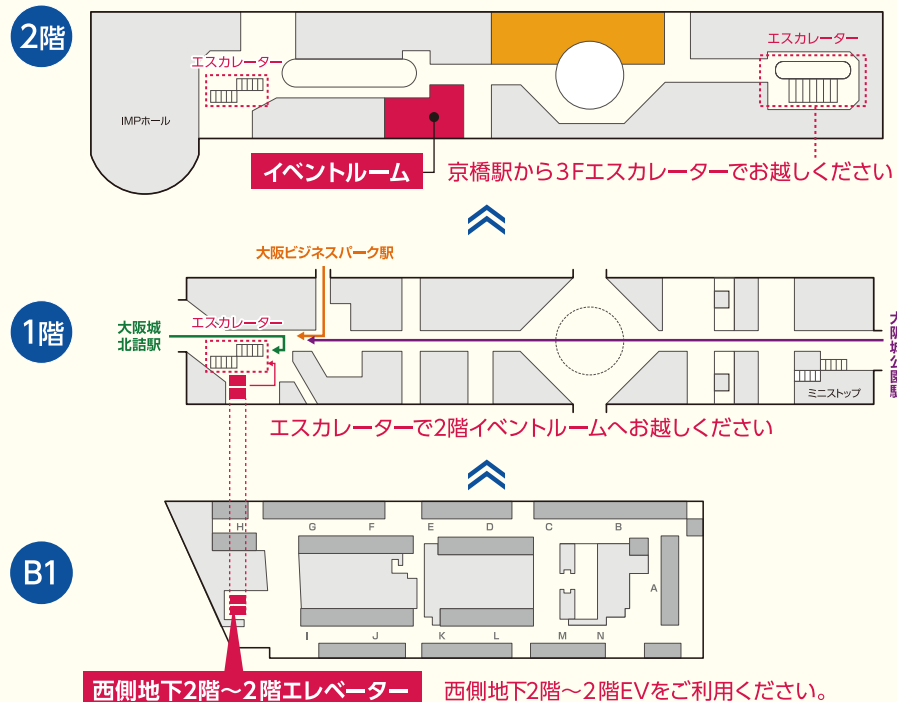 2階
エスカレーター
エスカレーター
IMPホール
イベントルーム
京橋駅から3Fエスカレーターでお越しください
大阪ビジネスパーク駅
1階
エスカレーター
大阪城
北詰駅
大阪城公園駅
ミニストップ
エスカレーターで2階イベントルームへお越しください
B1
H
G
F
E
D
C
B
A
I
J
K
L
M
N
西側地下2階〜2階エレベーター
西側地下2階〜2階EVをご利用ください。